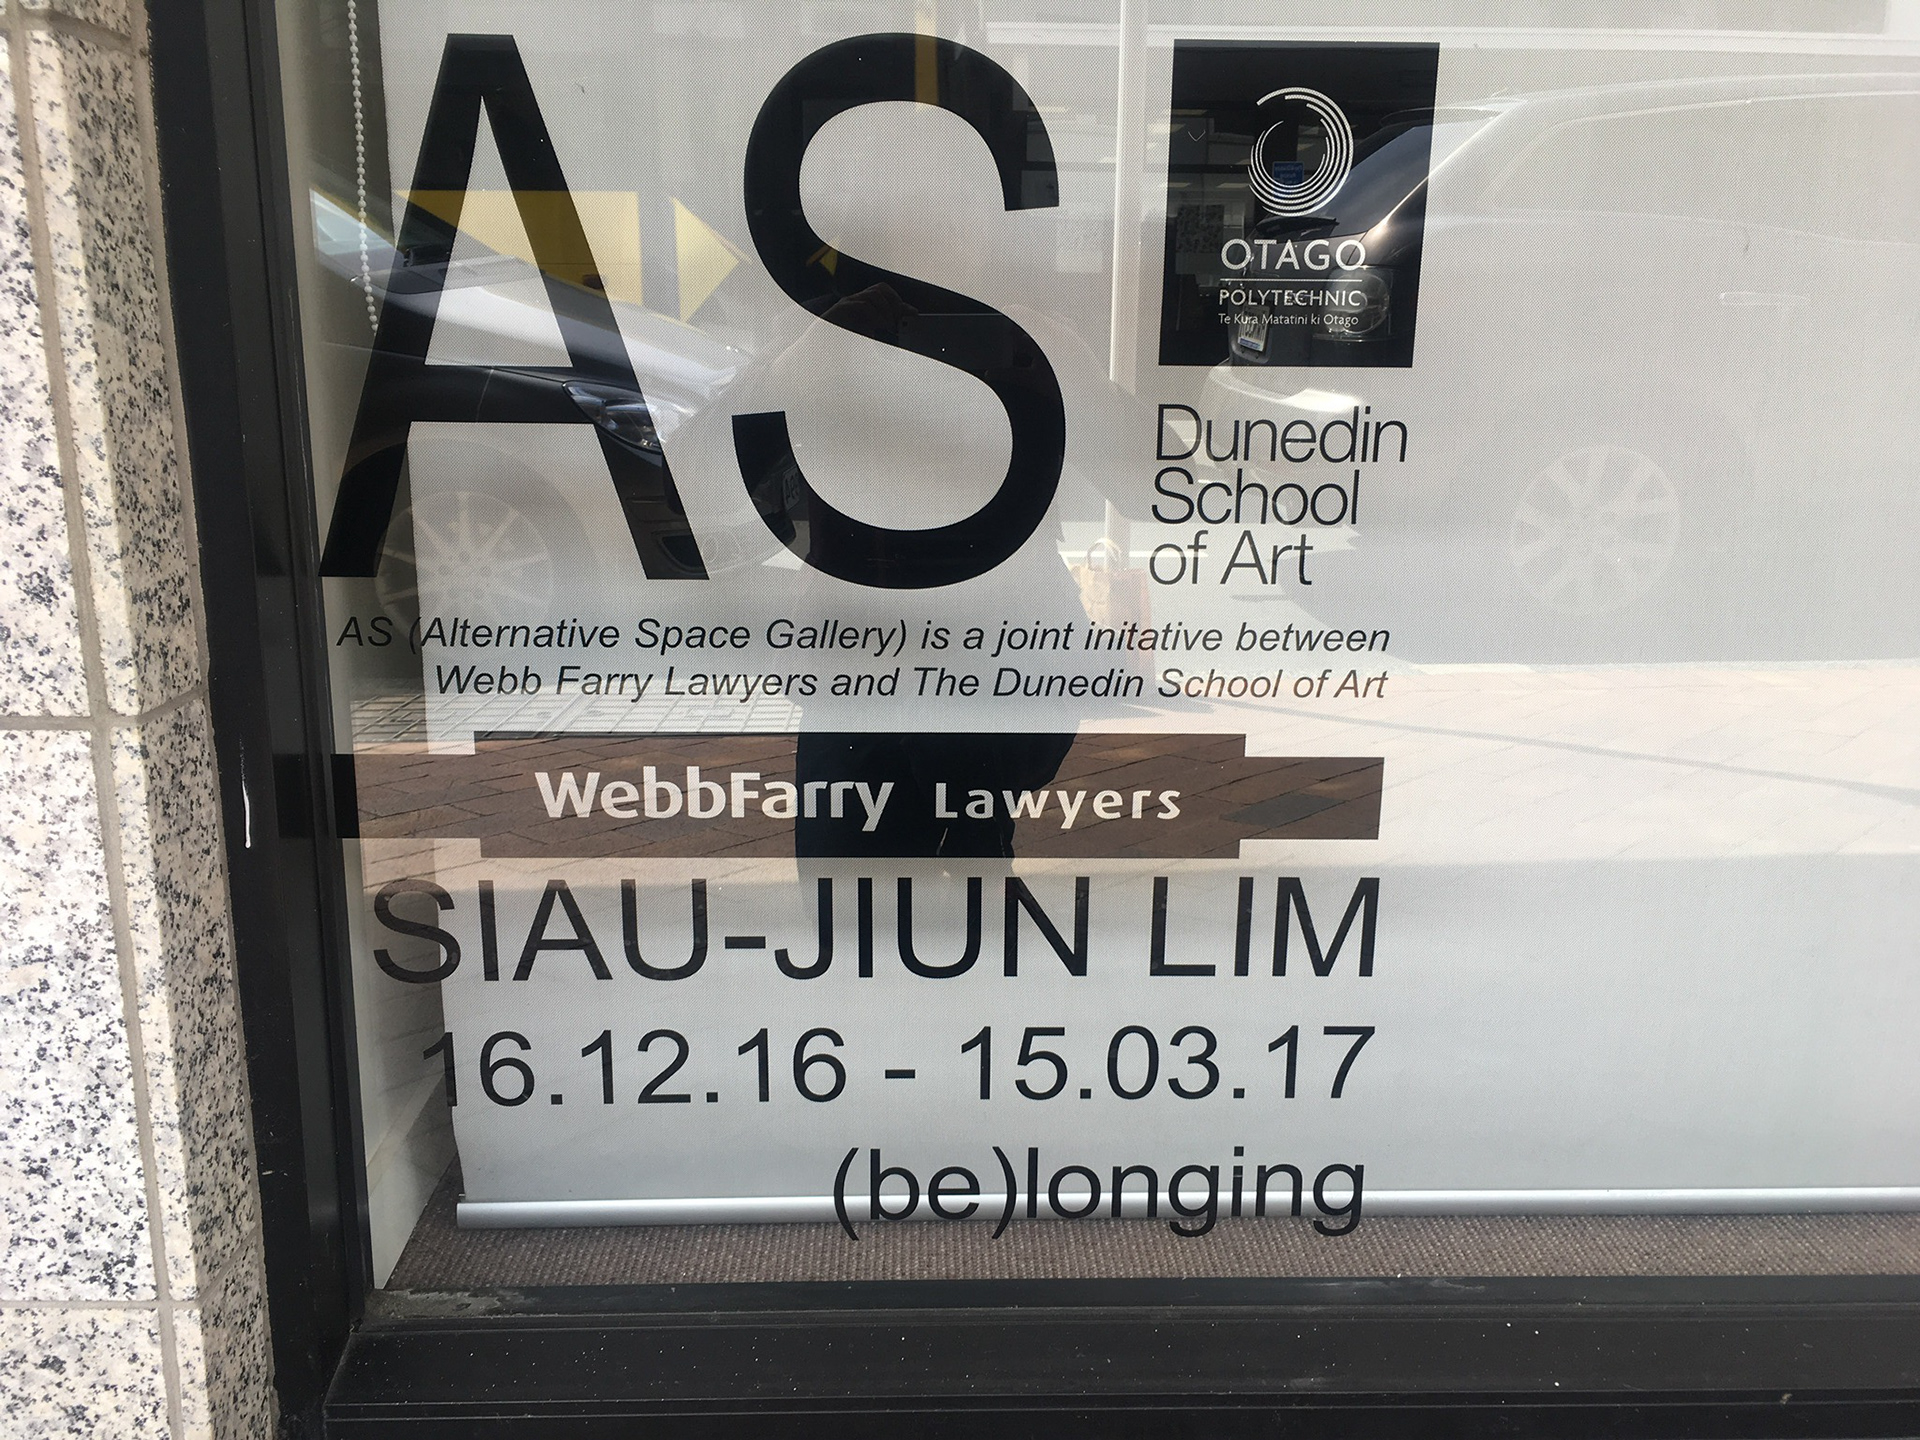 AS
OTAGO
POLYTECHNIC
Te Kura Matatini ki Otago
Dunedin
School
of Art
AS (Alternative Space Gallery) is a joint initative between
Webb Farry Lawyers and The Dunedin School of Art
WebbFarry Lawyers
SIAU-JIUN LIM
16.12.16 - 15.03.17
(be)longing